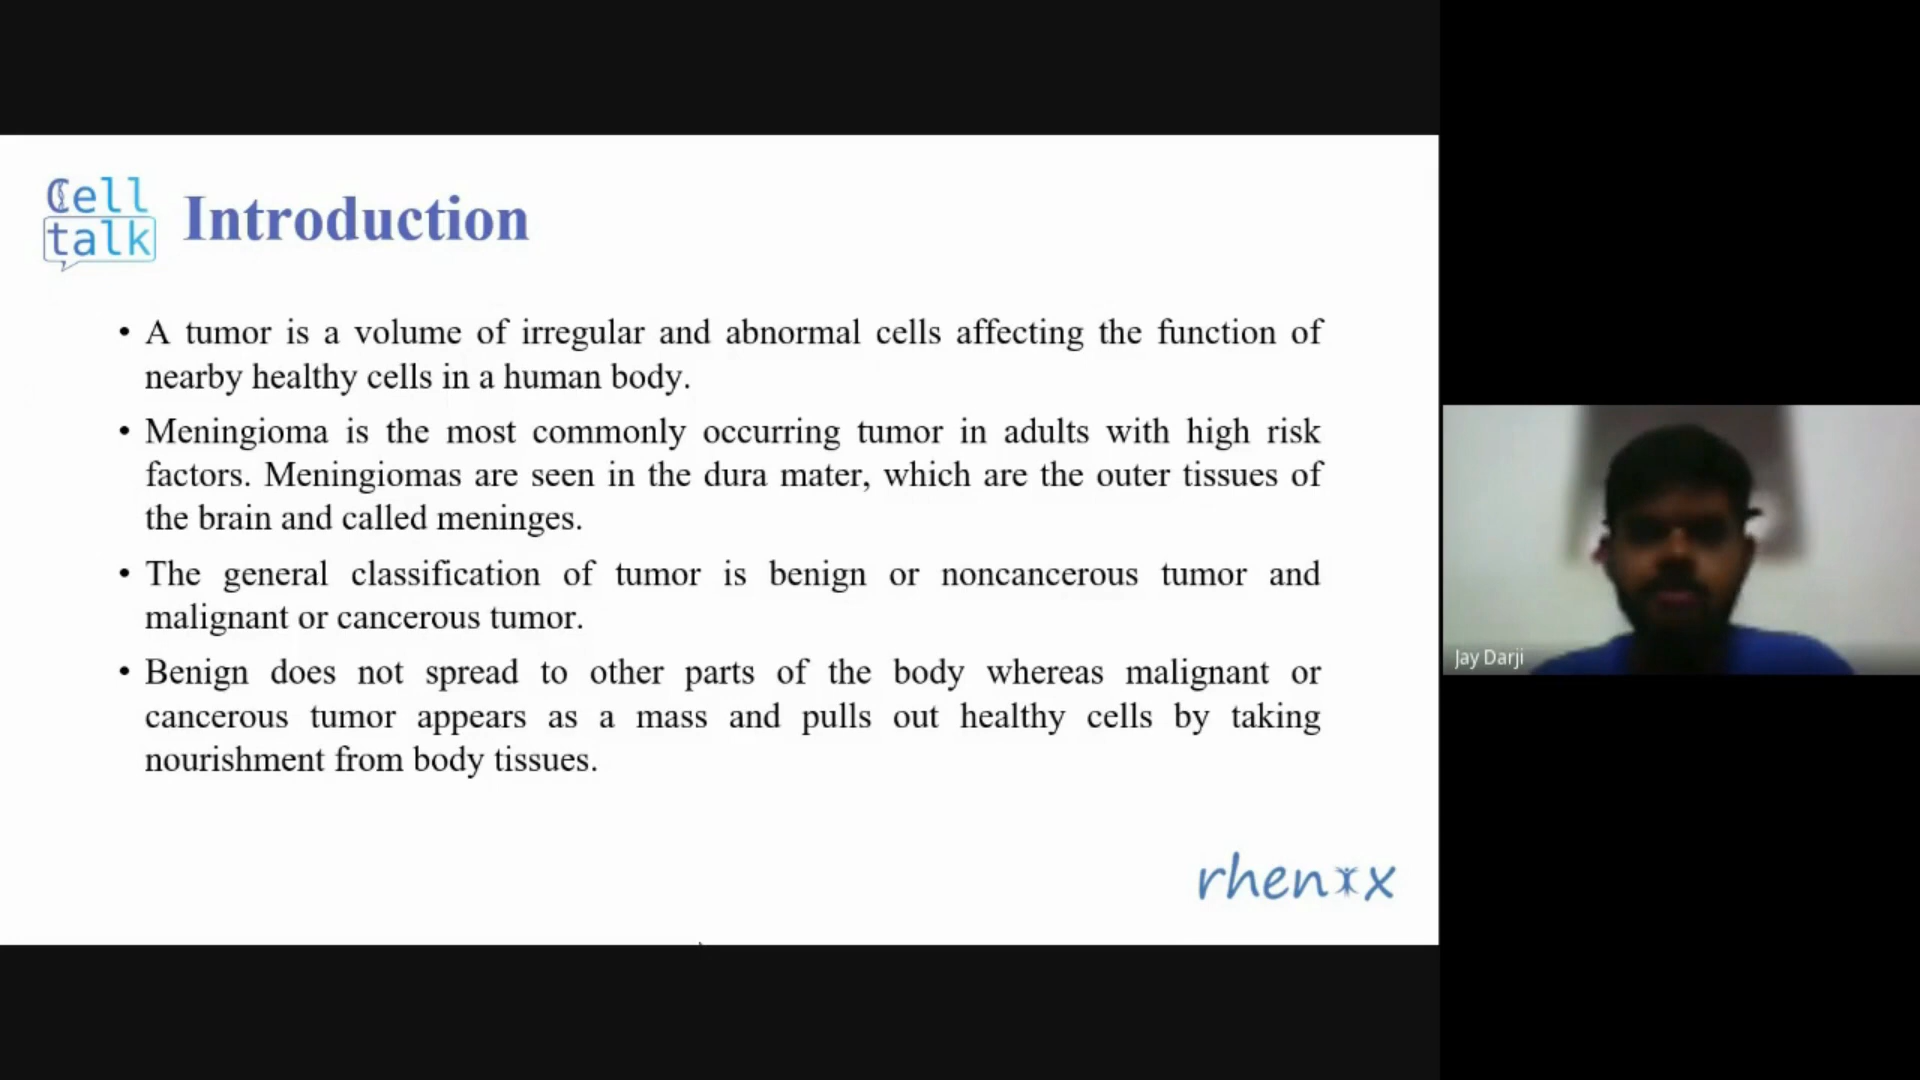 Cell
talk
Introduction
• A tumor is a volume of irregular and abnormal cells affecting the function of
nearby healthy cells in a human body.
• Meningioma is the most commonly occurring tumor in adults with high risk
factors. Meningiomas are seen in the dura mater, which are the outer tissues of
the brain and called meninges.
• The general classification of tumor is benign or noncancerous tumor and
malignant or cancerous tumor.
• Benign does not spread to other parts of the body whereas malignant or
cancerous tumor appears as a mass and pulls out healthy cells by taking
nourishment from body tissues.
rhenix
Jay Darji